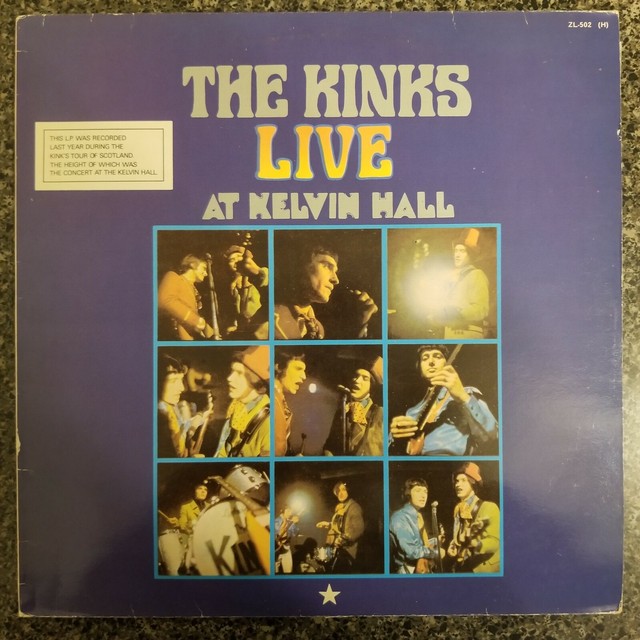 ZL-502 (H)
THE KINKS
LIVE
AT KELVIN HALL
THIS LP WAS RECORDED
LAST YEAR DURING THE
KINK'S TOUR OF SCOTLAND.
THE HEIGHT OF WHICH WAS
THE CONCERT AT THE KELVIN HALL.
KIN